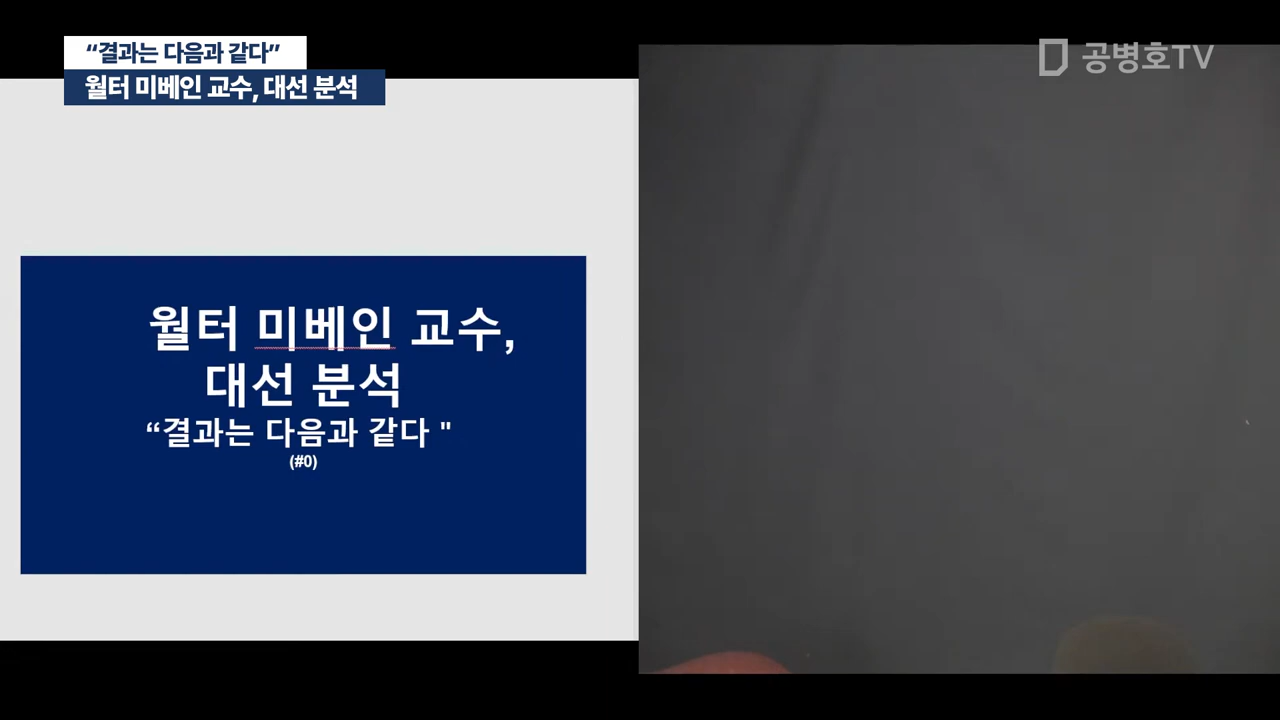 “결과는 다음과 같다”
월터 미베인 교수, 대선 분석
공병호TV
월터 미베인 교수,
대선 분석
“결과는 다음과 같다 "
(#0)